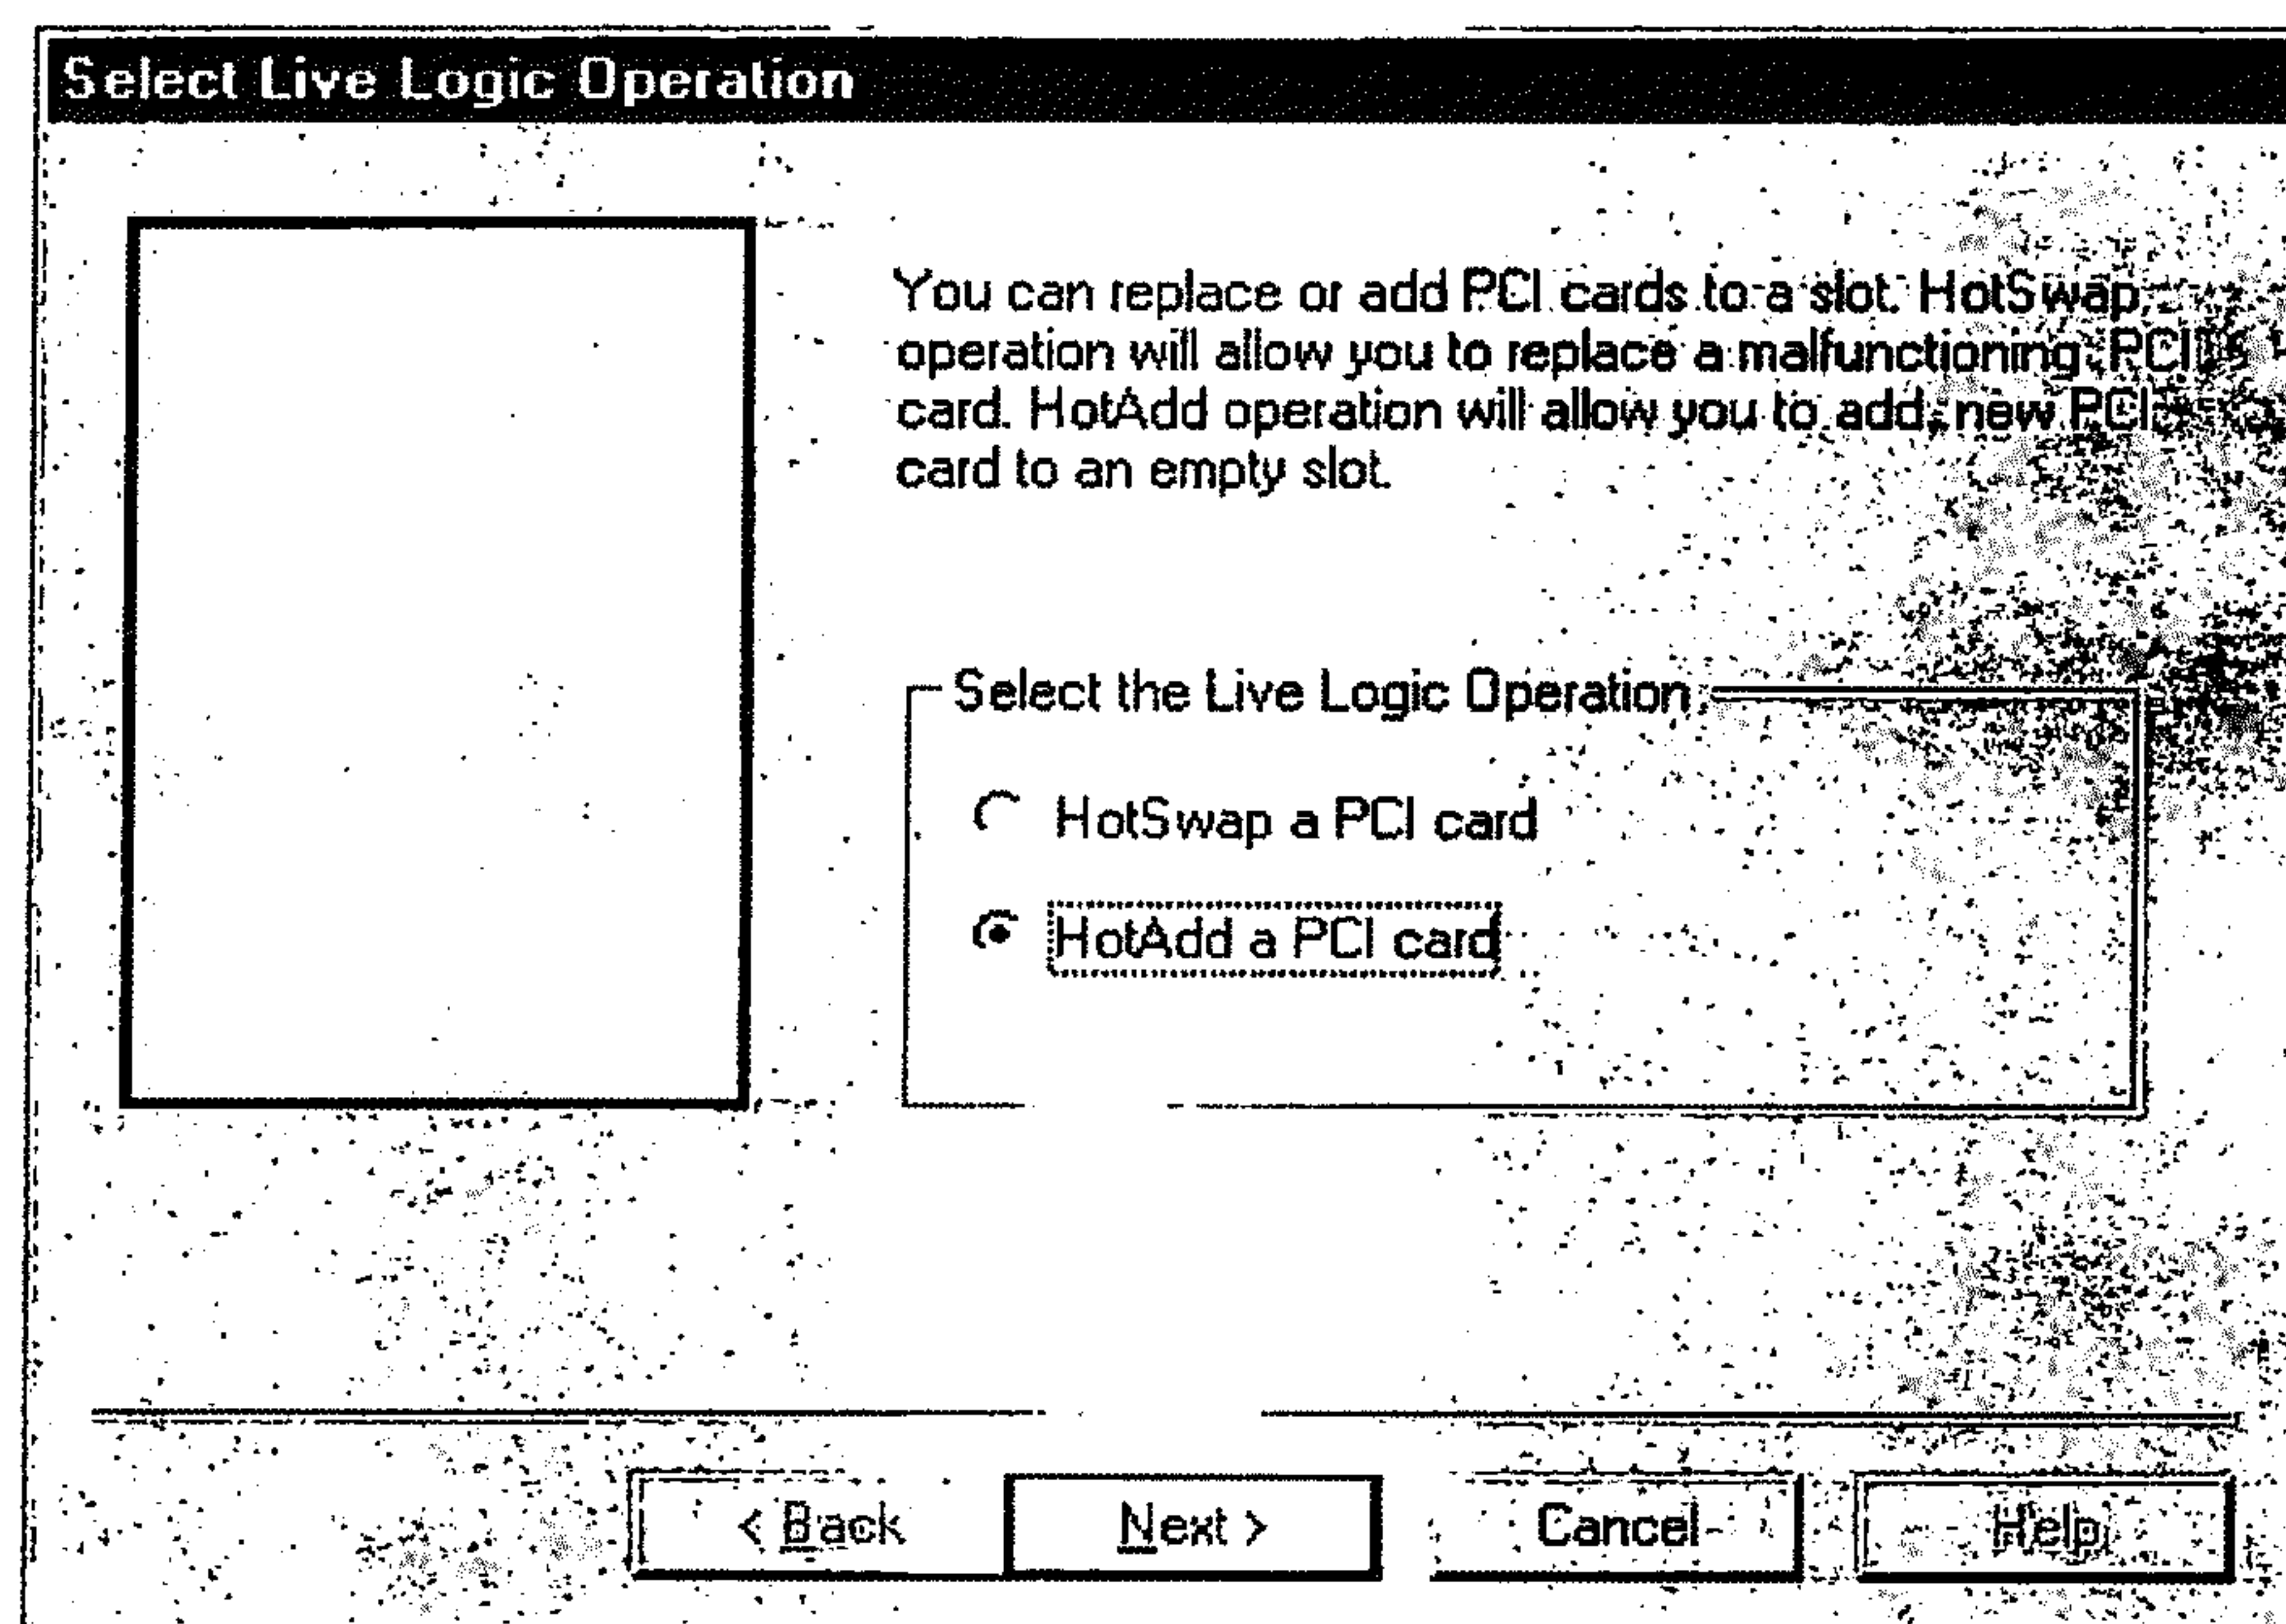 Select Live Logic Operation
You can replace or add PCI cards to a slot. HotSwap
operation will allow you to replace a malfunctioning PCI
card. HotAdd operation will allow you to add new PCI
card to an empty slot.
Select the Live Logic Operation
HotSwap a PCI card
HotAdd a PCI card
< Back Next > Cancel Help